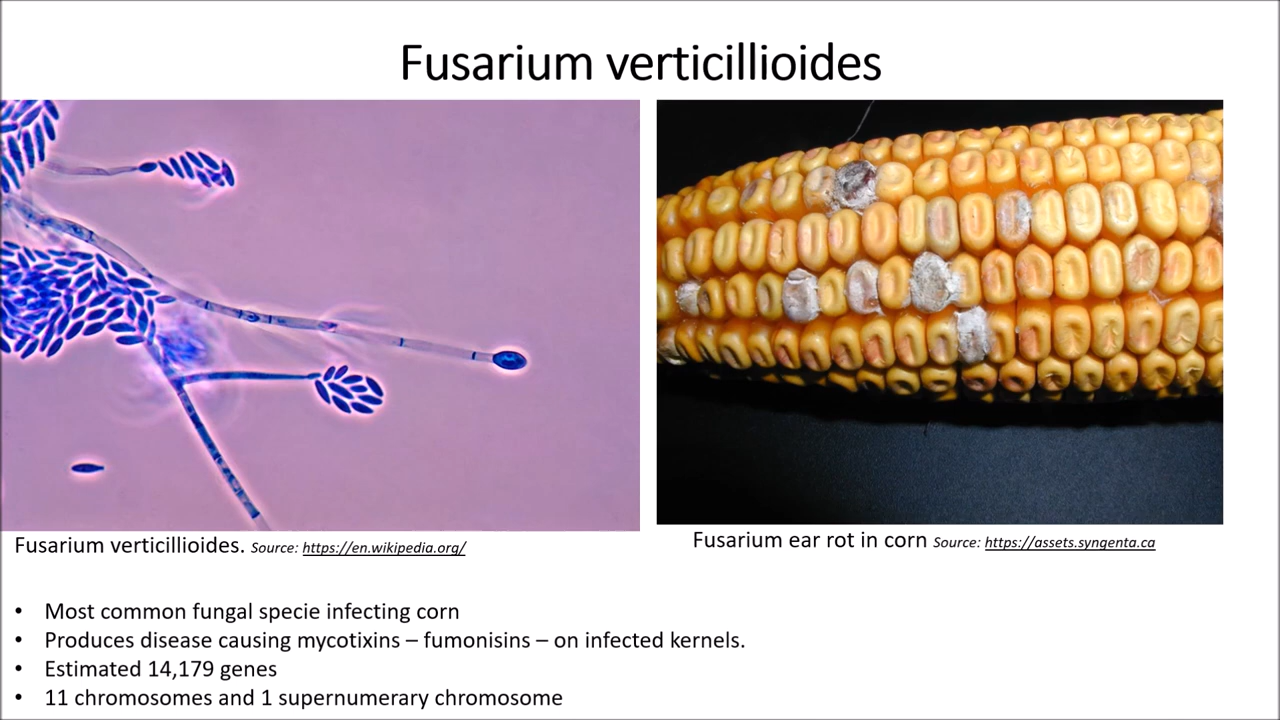 Fusarium verticillioides
Fusarium verticillioides. Source: https://en.wikipedia.org/
Fusarium ear rot in corn Source: https://assets.syngenta.ca
• Most common fungal specie infecting corn
• Produces disease causing mycotixins – fumonisins – on infected kernels.
• Estimated 14,179 genes
• 11 chromosomes and 1 supernumerary chromosome